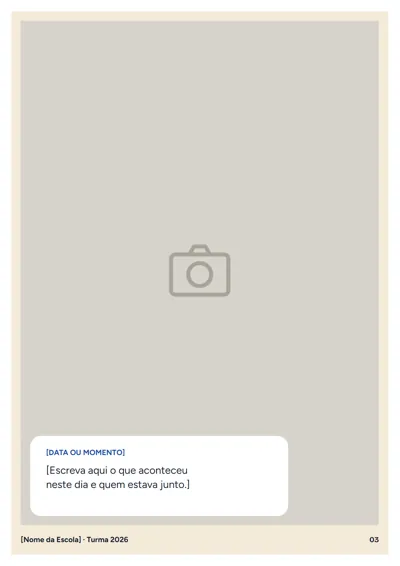 [DATA OU MOMENTO]
[Escreva aqui o que aconteceu
neste dia e quem estava junto.]
[Nome da Escola] · Turma 2026
03